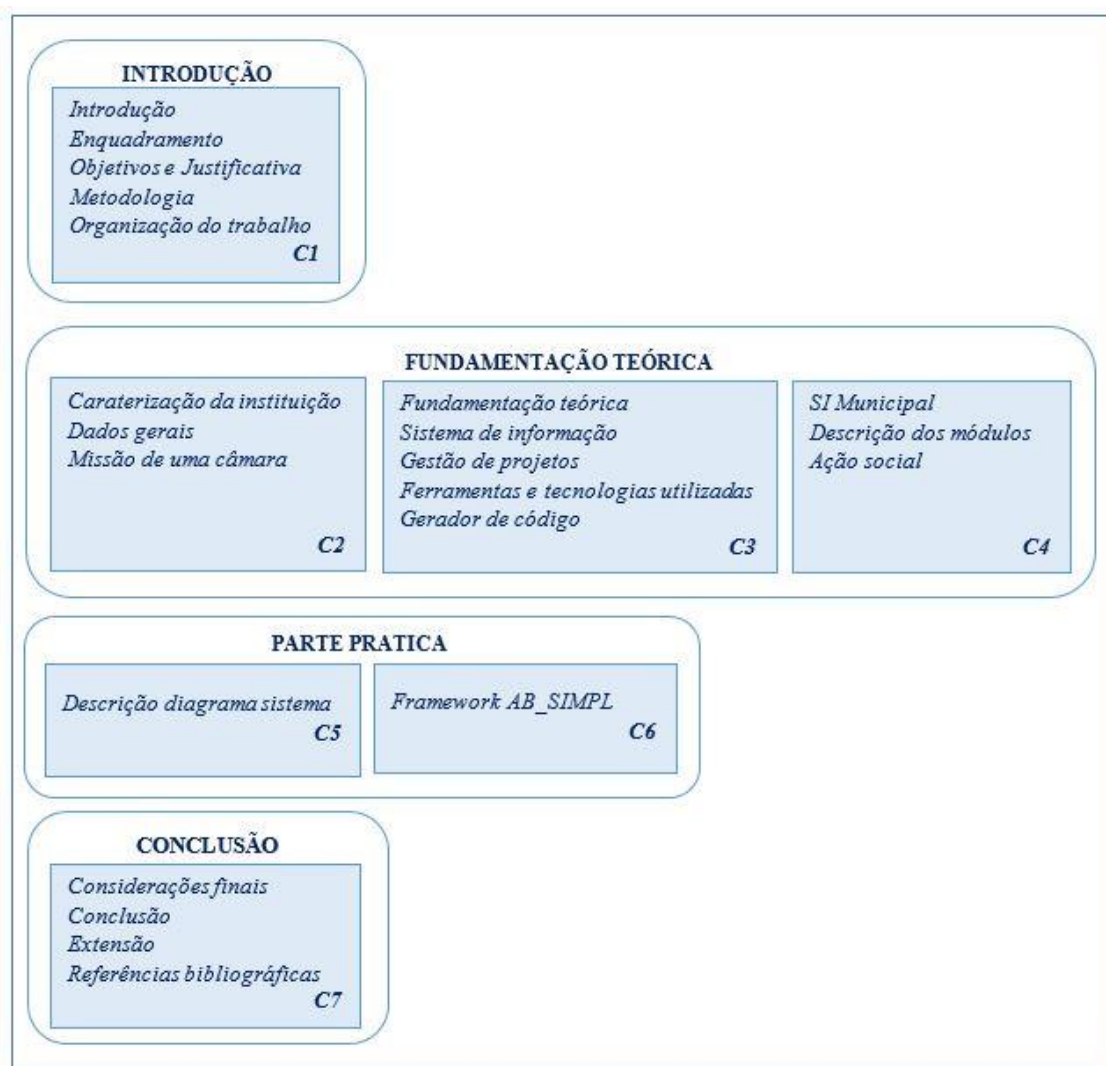 INTRODUÇÃO
Introdução
Enquadramento
Objetivos e Justificativa
Metodologia
Organização do trabalho
C1
FUNDAMENTAÇÃO TEÓRICA
Caraterização da instituição
Dados gerais
Missão de uma câmara
C2
Fundamentação teórica
Sistema de informação
Gestão de projetos
Ferramentas e tecnologias utilizadas
Gerador de código
C3
SI Municipal
Descrição dos módulos
Ação social
C4
PARTE PRATICA
Descrição diagrama sistema
C5
Framework AB_SIMPL
C6
CONCLUSÃO
Considerações finais
Conclusão
Extensão
Referências bibliográficas
C7